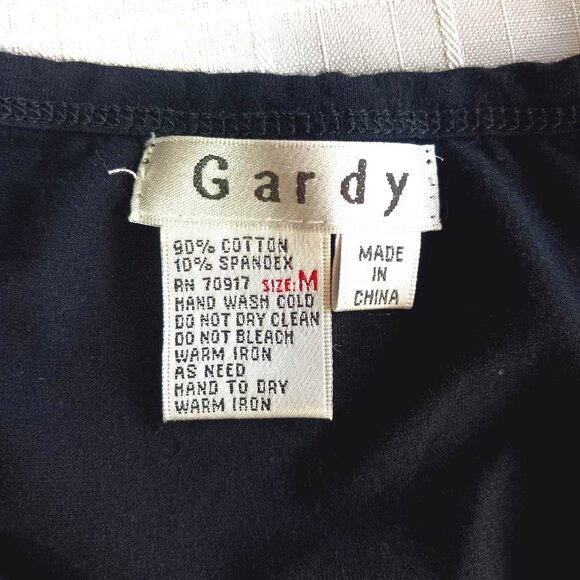 Gardy
90% COTTON
10% SPANDEX
RN 70917 SIZE: M
HAND WASH COLD
DO NOT DRY CLEAN
DO NOT BLEACH
WARM IRON
AS NEED
HAND TO DRY
WARM IRON
MADE
IN
CHINA